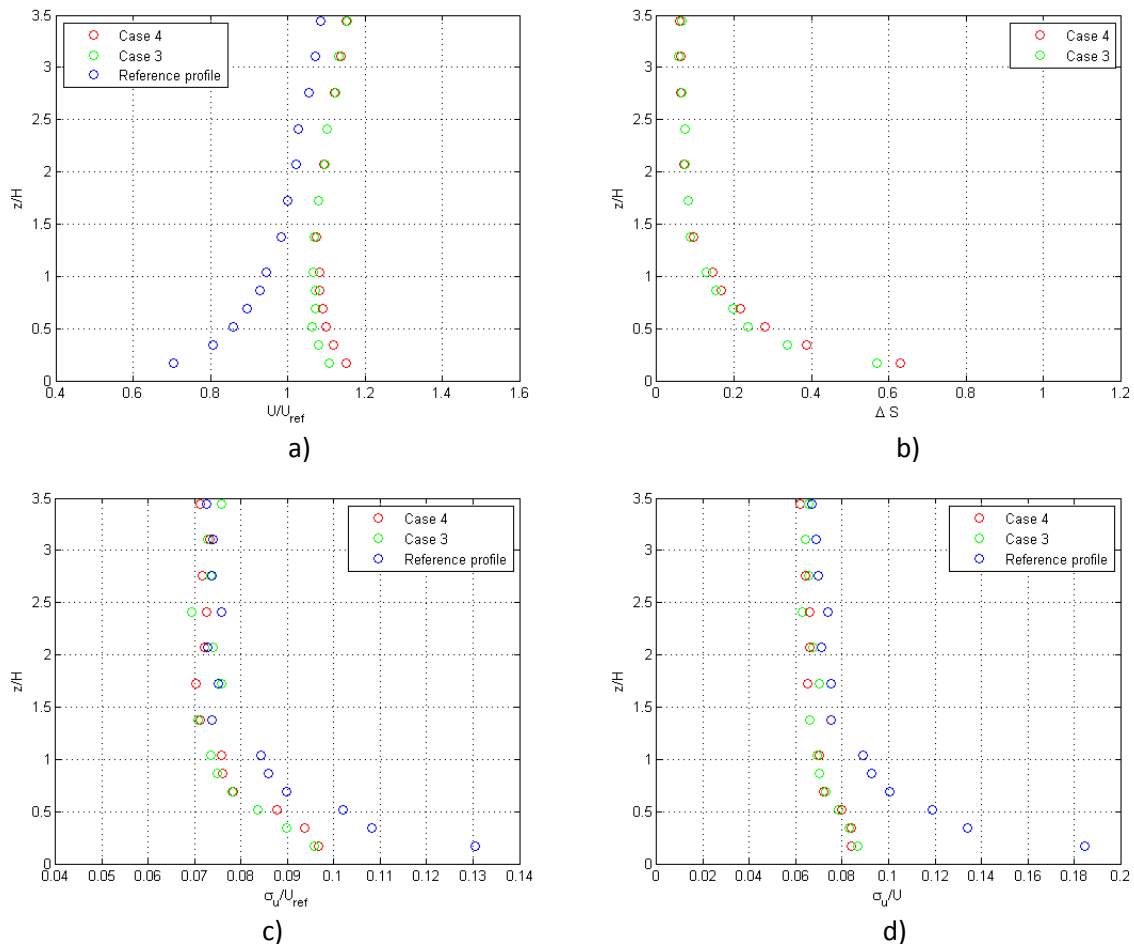 3.5
3
2.5
2
1.5
1
0.5
0
z/H
Case 4
Case 3
Reference profile
0.4 0.6 0.8 1 1.2 1.4 1.6
U/U_ref
a)
3.5
3
2.5
2
1.5
1
0.5
0
z/H
Case 4
Case 3
0 0.2 0.4 0.6 0.8 1 1.2
Δ S
b)
3.5
3
2.5
2
1.5
1
0.5
0
z/H
Case 4
Case 3
Reference profile
0.04 0.05 0.06 0.07 0.08 0.09 0.1 0.11 0.12 0.13 0.14
σ_u/U_ref
c)
3.5
3
2.5
2
1.5
1
0.5
0
z/H
Case 4
Case 3
Reference profile
0 0.02 0.04 0.06 0.08 0.1 0.12 0.14 0.16 0.18 0.2
σ_u/U
d)